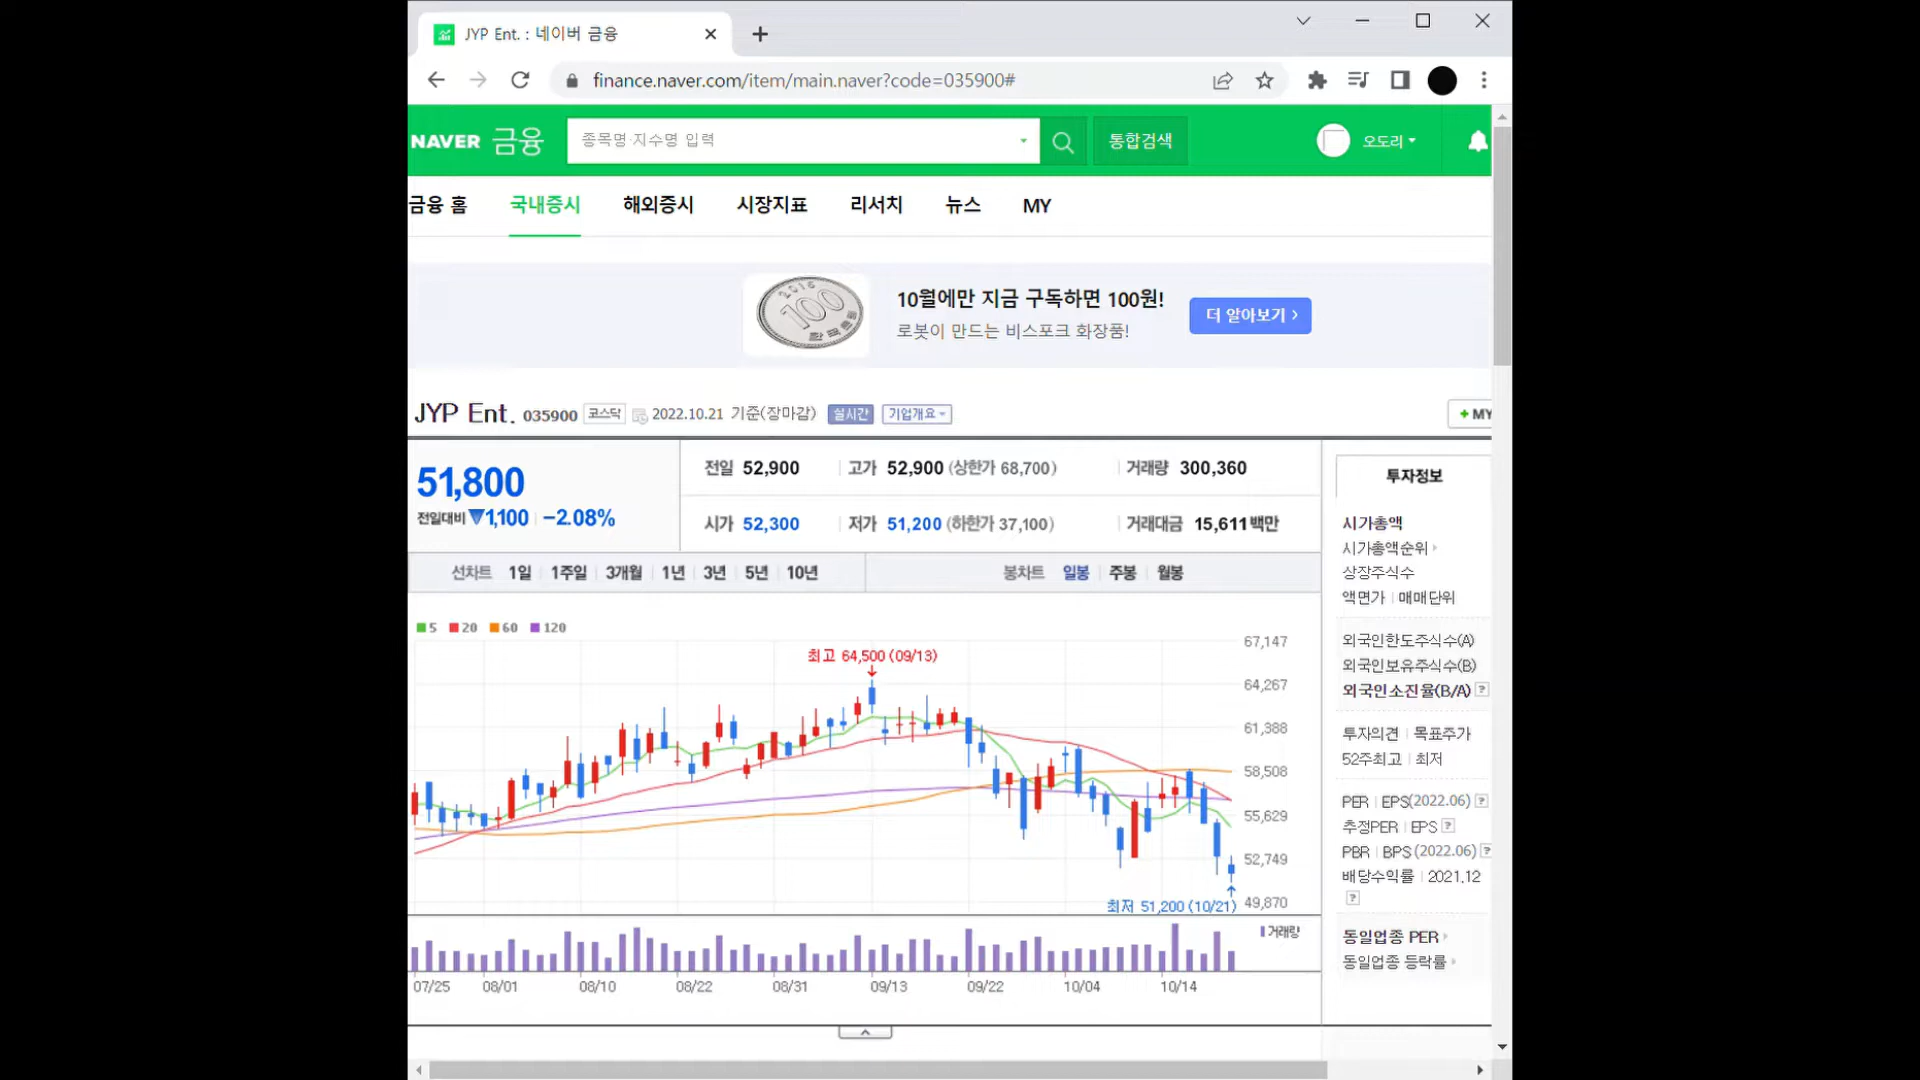 JYP Ent. : 네이버 금융
finance.naver.com/item/main.naver?code=035900#
NAVER 금융
종목명·지수명 입력
통합검색
오도리
금융 홈 국내증시 해외증시 시장지표 리서치 뉴스 MY
2016
100
한국은행
10월에만 지금 구독하면 100원!
로봇이 만드는 비스포크 화장품!
더 알아보기 >
JYP Ent. 035900 코스닥 2022.10.21 기준(장마감) 실시간 기업개요
+ MY
51,800
전일대비 ▼1,100 -2.08%
전일 52,900 고가 52,900 (상한가 68,700) 거래량 300,360
시가 52,300 저가 51,200 (하한가 37,100) 거래대금 15,611 백만
선차트 1일 1주일 3개월 1년 3년 5년 10년
봉차트 일봉 주봉 월봉
5 20 60 120
최고 64,500 (09/13)
67,147
64,267
61,388
58,508
55,629
52,749
49,870
최저 51,200 (10/21)
거래량
07/25 08/01 08/10 08/22 08/31 09/13 09/22 10/04 10/14
투자정보
시가총액
시가총액순위
상장주식수
액면가 매매단위
외국인한도주식수(A)
외국인보유주식수(B)
외국인소진율(B/A) ?
투자의견 목표주가
52주최고 최저
PER EPS(2022.06) ?
추정PER EPS ?
PBR BPS (2022.06) ?
배당수익률 2021.12
?
동일업종 PER
동일업종 등락률